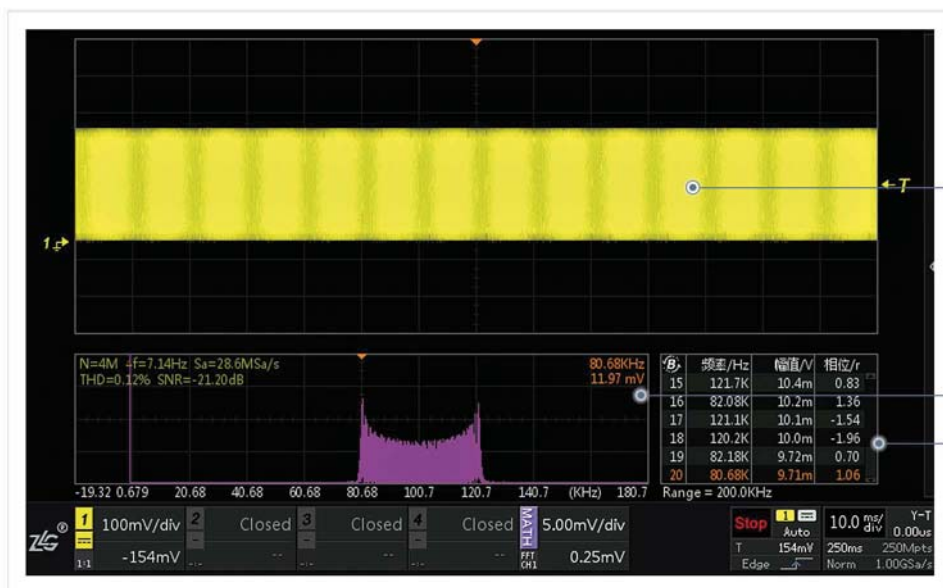 T
1
N=4M ⊿f=7.14Hz Sa=28.6MSa/s
THD=0.12% SNR=-21.20dB
80.68KHz
11.97 mV
-19.32 0.679 20.68 40.68 60.68 80.68 100.7 120.7 140.7 (KHz) 180.7
B 频率/Hz 幅值/V 相位/r
15 121.7K 10.4m 0.83
16 82.08K 10.2m 1.36
17 121.1K 10.1m -1.54
18 120.2K 10.0m -1.96
19 82.18K 9.72m 0.70
20 80.68K 9.71m 1.06
Range = 200.0KHz
ZLG®
1 100mV/div
-154mV
1:1
2 Closed
--
-:-
3 Closed
--
-:-
4 Closed
--
-:-
MATH 5.00mV/div
FFT CH1 0.25mV
Stop 1 Auto
T 154mV
Edge
10.0 ms/div Y-T
0.00us
250ms 250Mpts
Norm 1.00GSa/s